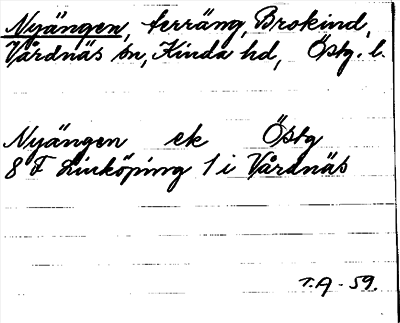 Nyängen, terräng, Brokind,
Vårdnäs sn, Kinda hd, Östg. l.
Nyängen ek Östg
8 F Linköping 1 i Vårdnäs
T.A - 59.